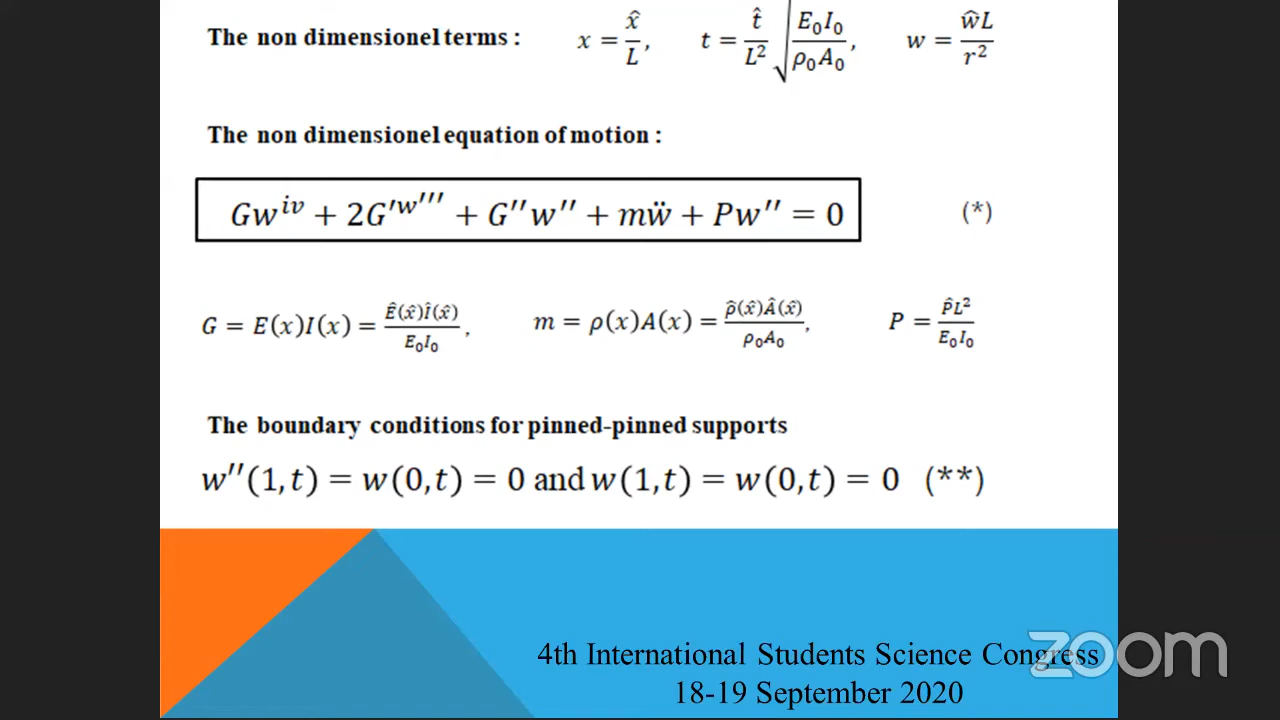 The non dimensionel terms : x = x̂/L, t = t̂/L² √(E₀I₀/ρ₀A₀), w = ŵL/r²
The non dimensionel equation of motion :
Gwⁱᵛ + 2G′ʷ‴ + G″w″ + mẅ + Pw″ = 0 (*)
G = E(x)I(x) = Ê(x̂)Î(x̂)/E₀I₀, m = ρ(x)A(x) = ρ̂(x̂)Â(x̂)/ρ₀A₀, P = P̂L²/E₀I₀
The boundary conditions for pinned-pinned supports
w″(1,t) = w(0,t) = 0 and w(1,t) = w(0,t) = 0 (**)
4th International Students Science Congress
18-19 September 2020
zoom